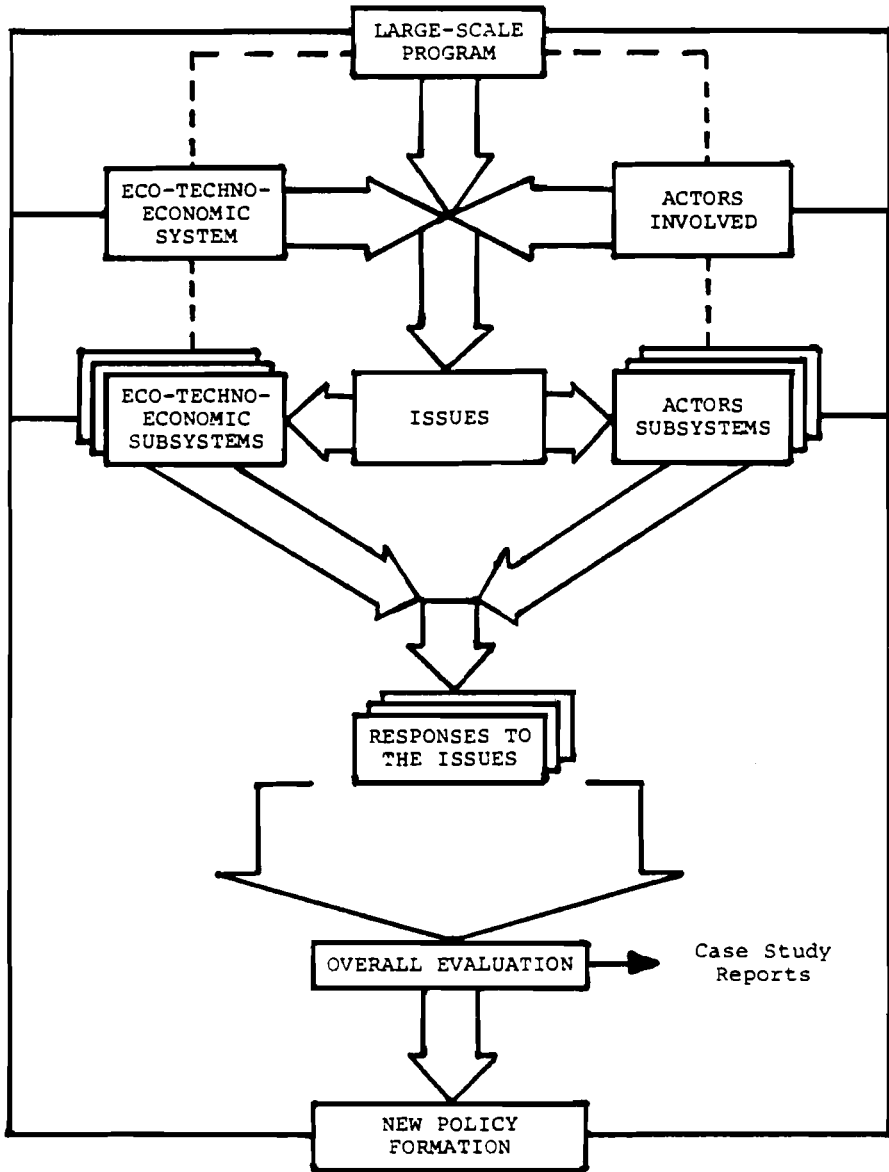 LARGE-SCALE
PROGRAM
ECO-TECHNO-
ECONOMIC
SYSTEM
ACTORS
INVOLVED
ECO-TECHNO-
ECONOMIC
SUBSYSTEMS
ISSUES
ACTORS
SUBSYSTEMS
RESPONSES TO
THE ISSUES
OVERALL EVALUATION
Case Study
Reports
NEW POLICY
FORMATION